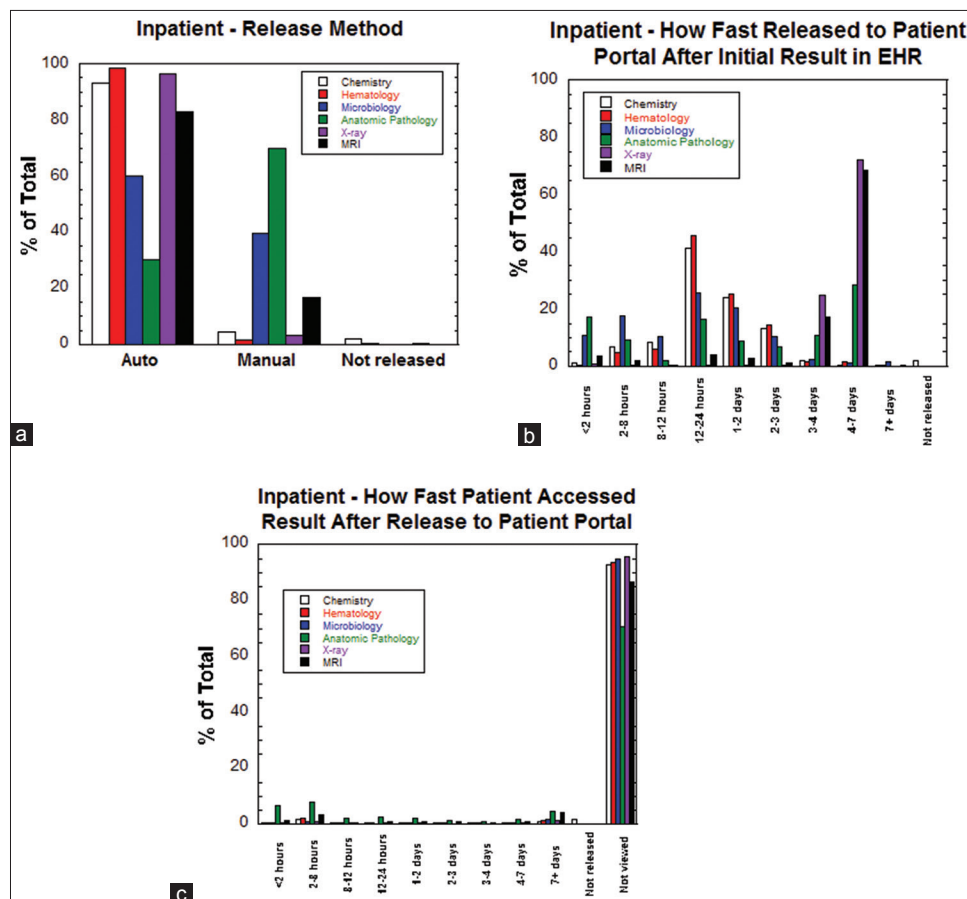 Inpatient - Release Method
% of Total
100
80
60
40
20
0
Chemistry
Hematology
Microbiology
Anatomic Pathology
X-ray
MRI
Auto
Manual
Not released
a
Inpatient - How Fast Released to Patient
Portal After Initial Result in EHR
% of Total
100
80
60
40
20
0
Chemistry
Hematology
Microbiology
Anatomic Pathology
X-ray
MRI
<2 hours
2-8 hours
8-12 hours
12-24 hours
1-2 days
2-3 days
3-4 days
4-7 days
7+ days
Not released
b
Inpatient - How Fast Patient Accessed
Result After Release to Patient Portal
% of Total
100
80
60
40
20
0
Chemistry
Hematology
Microbiology
Anatomic Pathology
X-ray
MRI
<2 hours
2-8 hours
8-12 hours
12-24 hours
1-2 days
2-3 days
3-4 days
4-7 days
7+ days
Not released
Not viewed
c